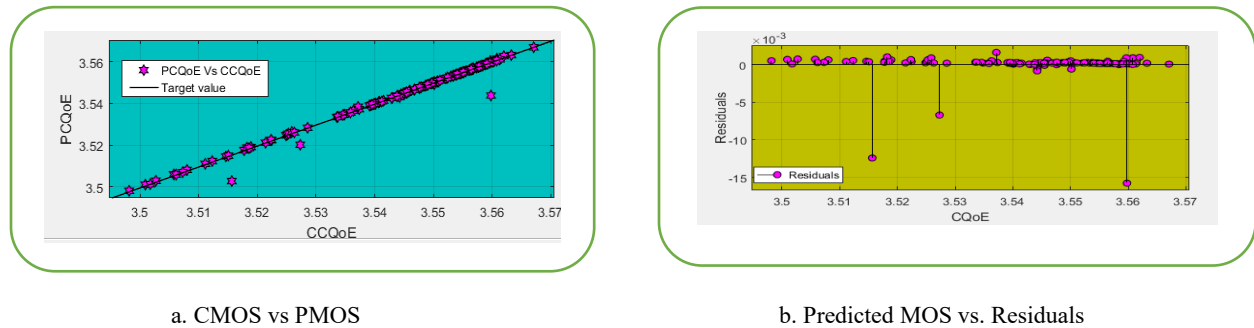 PCQoE
3.56
3.54
3.52
3.5
PCQoE Vs CCQoE
Target value
3.5 3.51 3.52 3.53 3.54 3.55 3.56 3.57
CCQoE
×10⁻³
Residuals
0
-5
-10
-15
Residuals
3.5 3.51 3.52 3.53 3.54 3.55 3.56 3.57
CQoE
a. CMOS vs PMOS
b. Predicted MOS vs. Residuals